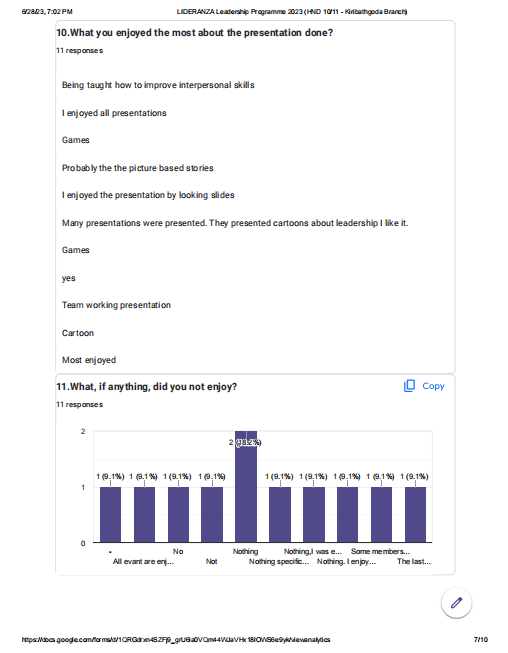 6/28/23, 7:02 PM LIDERANZA Leadership Programme 2023 (HND 10/11 - Kiribathgoda Branch)
10.What you enjoyed the most about the presentation done?
11 responses
Being taught how to improve interpersonal skills
I enjoyed all presentations
Games
Probably the the picture based stories
I enjoyed the presentation by looking slides
Many presentations were presented. They presented cartoons about leadership I like it.
Games
yes
Team working presentation
Cartoon
Most enjoyed
11.What, if anything, did you not enjoy?
Copy
11 responses
2
2 (18.2%)
1 (9.1%) 1 (9.1%) 1 (9.1%) 1 (9.1%) 1 (9.1%) 1 (9.1%) 1 (9.1%) 1 (9.1%) 1 (9.1%)
1
0
- No Nothing Nothing,I was e... Some members...
All evant are enj... Not Nothing specific... Nothing. I enjoy... The last...
7/10